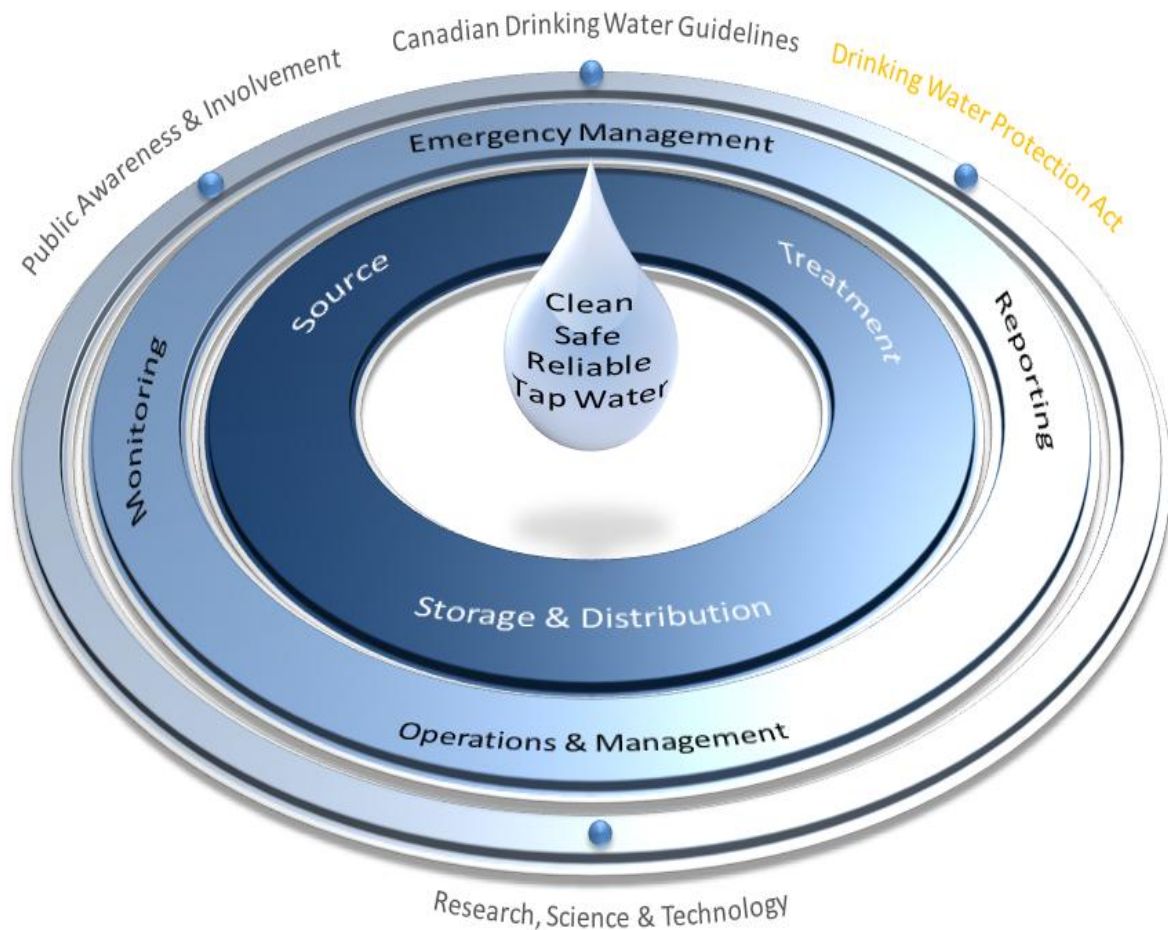 Canadian Drinking Water Guidelines
Public Awareness & Involvement
Drinking Water Protection Act
Emergency Management
Source
Treatment
Clean
Safe
Reliable
Tap Water
Monitoring
Reporting
Storage & Distribution
Operations & Management
Research, Science & Technology